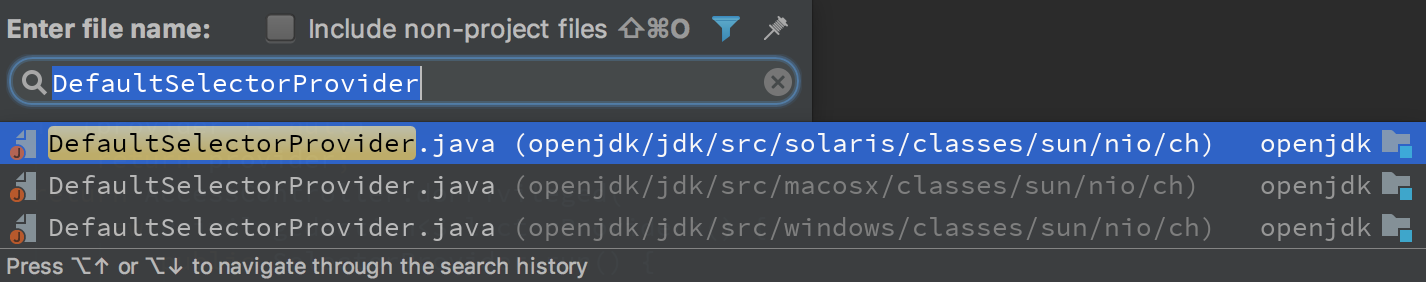 Enter file name: Include non-project files ⇧⌘O
DefaultSelectorProvider
DefaultSelectorProvider.java (openjdk/jdk/src/solaris/classes/sun/nio/ch) openjdk
DefaultSelectorProvider.java (openjdk/jdk/src/macosx/classes/sun/nio/ch) openjdk
DefaultSelectorProvider.java (openjdk/jdk/src/windows/classes/sun/nio/ch) openjdk
Press ⌥↑ or ⌥↓ to navigate through the search history